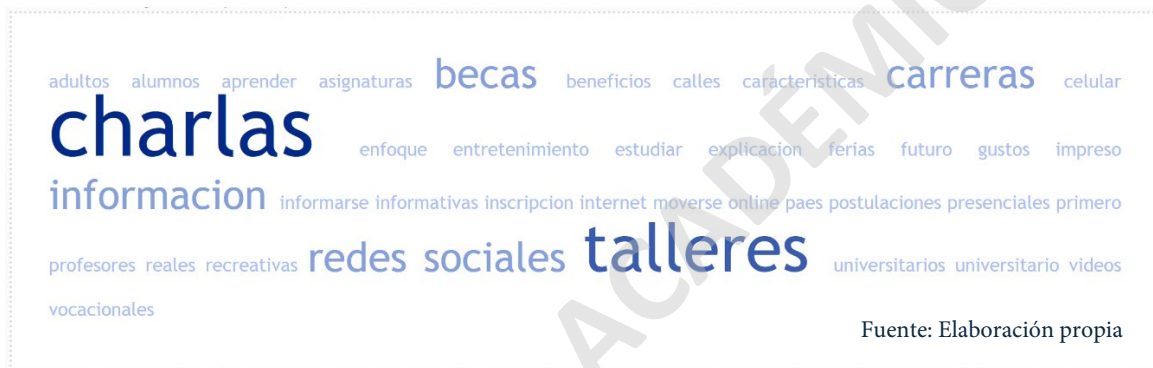 adultos alumnos aprender asignaturas becas beneficios calles caracteristicas carreras celular
charlas enfoque entretenimiento estudiar explicacion ferias futuro gustos impreso
informacion informarse informativas inscripcion internet moverse online paes postulaciones presenciales primero
profesores reales recreativas redes sociales talleres universitarios universitario videos
vocacionales
Fuente: Elaboración propia